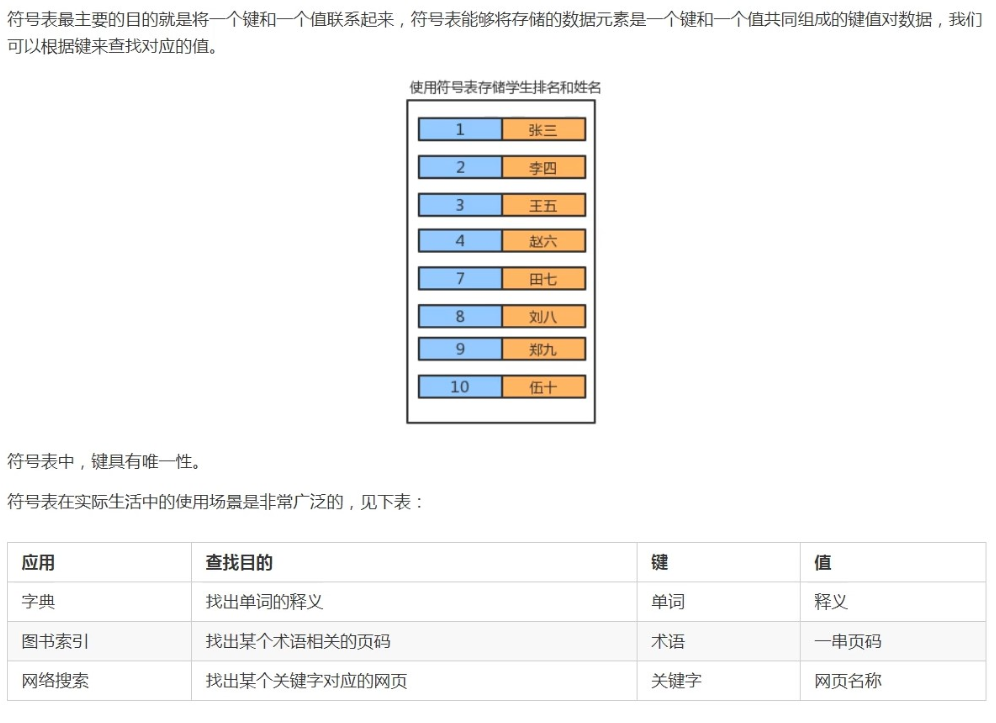 符号表最主要的目的就是将一个键和一个值联系起来，符号表能够将存储的数据元素是一个键和一个值共同组成的键值对数据，我们
可以根据键来查找对应的值。
使用符号表存储学生排名和姓名
1 张三
2 李四
3 王五
4 赵六
7 田七
8 刘八
9 郑九
10 伍十
符号表中，键具有唯一性。
符号表在实际生活中的使用场景是非常广泛的，见下表：
应用 查找目的 键 值
字典 找出单词的释义 单词 释义
图书索引 找出某个术语相关的页码 术语 一串页码
网络搜索 找出某个关键字对应的网页 关键字 网页名称